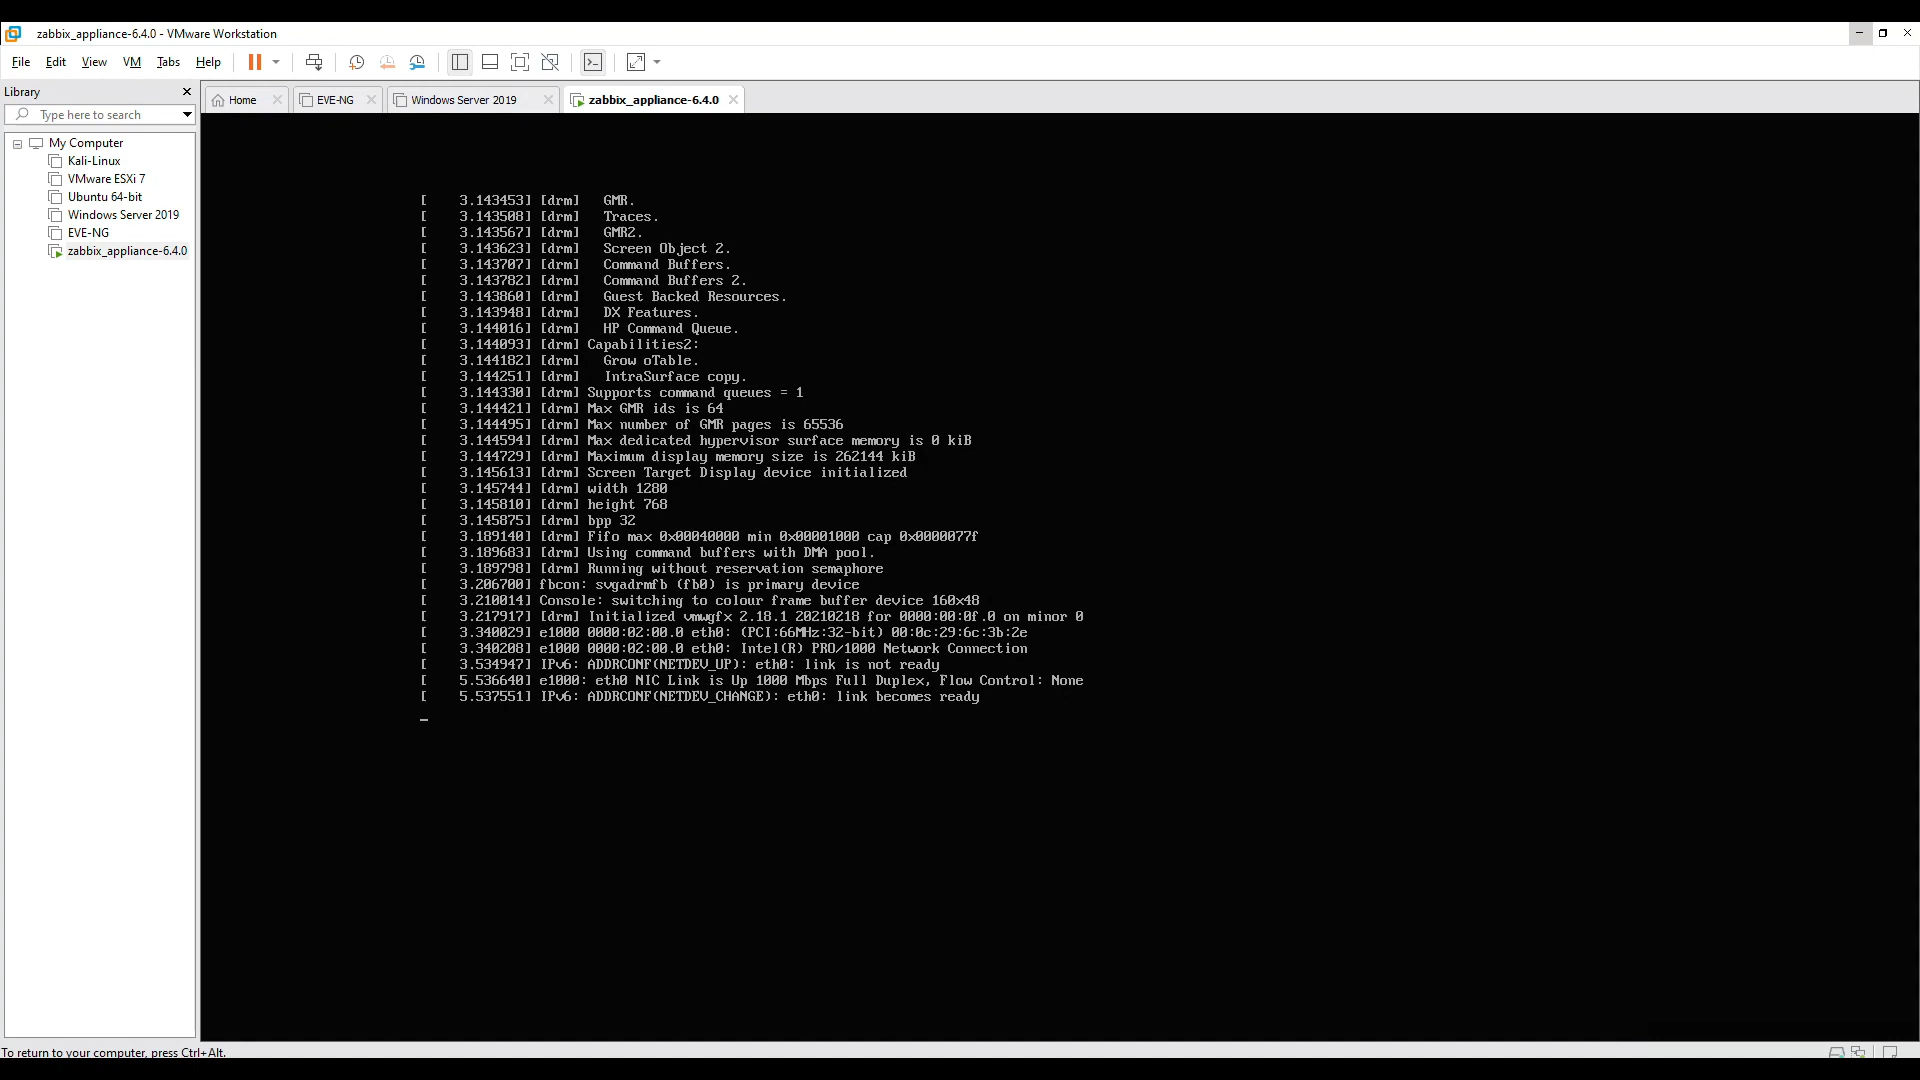 zabbix_appliance-6.4.0 - VMware Workstation
File Edit View VM Tabs Help
Library
Type here to search
My Computer
Kali-Linux
VMware ESXi 7
Ubuntu 64-bit
Windows Server 2019
EVE-NG
zabbix_appliance-6.4.0
Home EVE-NG Windows Server 2019 zabbix_appliance-6.4.0
[    3.143453] [drm]   GMR.
[    3.143508] [drm]   Traces.
[    3.143567] [drm]   GMR2.
[    3.143623] [drm]   Screen Object 2.
[    3.143707] [drm]   Command Buffers.
[    3.143782] [drm]   Command Buffers 2.
[    3.143860] [drm]   Guest Backed Resources.
[    3.143948] [drm]   DX Features.
[    3.144016] [drm]   HP Command Queue.
[    3.144093] [drm] Capabilities2:
[    3.144182] [drm]   Grow oTable.
[    3.144251] [drm]   IntraSurface copy.
[    3.144330] [drm] Supports command queues = 1
[    3.144421] [drm] Max GMR ids is 64
[    3.144495] [drm] Max number of GMR pages is 65536
[    3.144594] [drm] Max dedicated hypervisor surface memory is 0 kiB
[    3.144729] [drm] Maximum display memory size is 262144 kiB
[    3.145613] [drm] Screen Target Display device initialized
[    3.145744] [drm] width 1280
[    3.145810] [drm] height 768
[    3.145875] [drm] bpp 32
[    3.189140] [drm] Fifo max 0x00040000 min 0x00001000 cap 0x0000077f
[    3.189683] [drm] Using command buffers with DMA pool.
[    3.189798] [drm] Running without reservation semaphore
[    3.206700] fbcon: svgadrmfb (fb0) is primary device
[    3.210014] Console: switching to colour frame buffer device 160x48
[    3.217917] [drm] Initialized vmwgfx 2.18.1 20210218 for 0000:00:0f.0 on minor 0
[    3.340029] e1000 0000:02:00.0 eth0: (PCI:66MHz:32-bit) 00:0c:29:6c:3b:2e
[    3.340208] e1000 0000:02:00.0 eth0: Intel(R) PRO/1000 Network Connection
[    3.534947] IPv6: ADDRCONF(NETDEV_UP): eth0: link is not ready
[    5.536640] e1000: eth0 NIC Link is Up 1000 Mbps Full Duplex, Flow Control: None
[    5.537551] IPv6: ADDRCONF(NETDEV_CHANGE): eth0: link becomes ready
To return to your computer, press Ctrl+Alt.